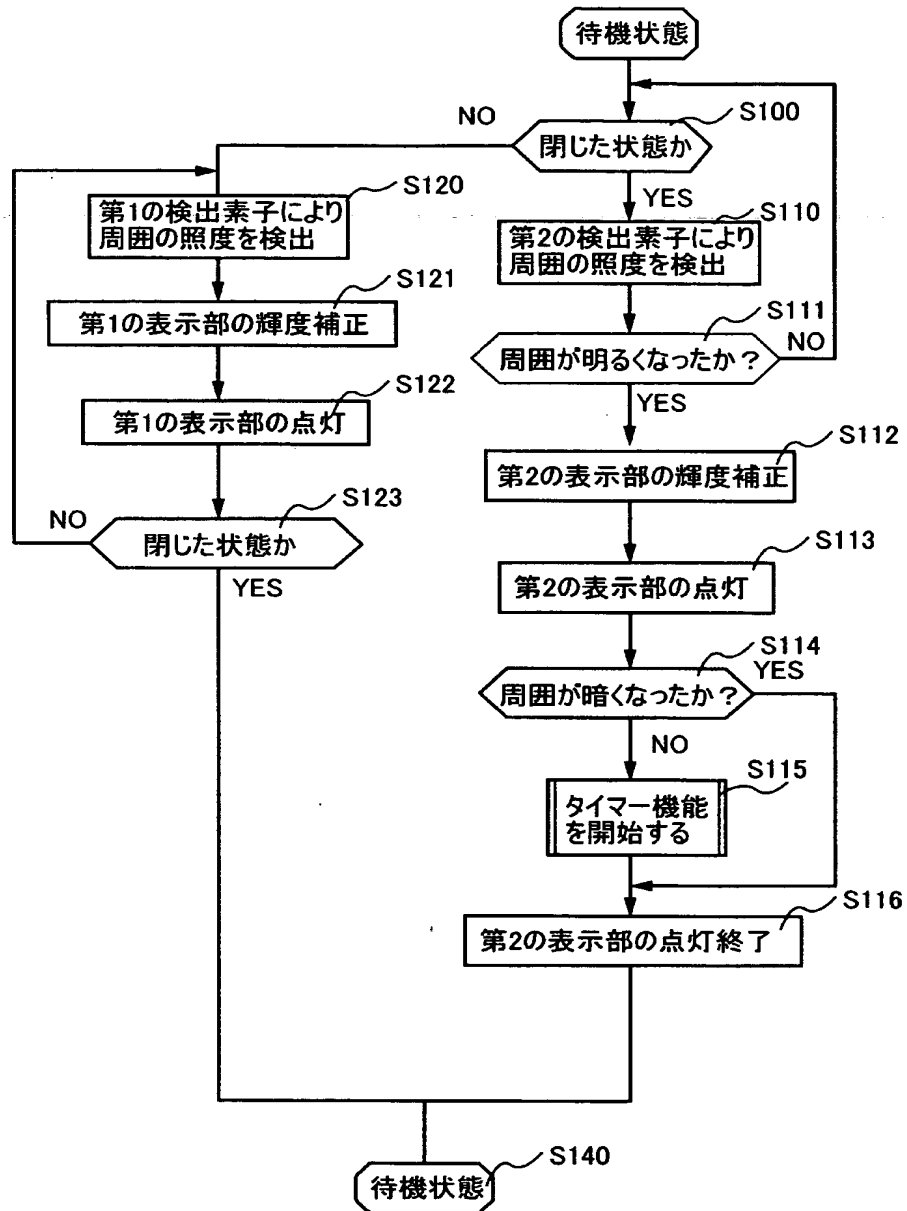 待機状態
S100
NO
閉じた状態か
YES
S120
第1の検出素子により
周囲の照度を検出
S110
第2の検出素子により
周囲の照度を検出
S121
第1の表示部の輝度補正
S111
NO
周囲が明るくなったか？
YES
S122
第1の表示部の点灯
S112
第2の表示部の輝度補正
S123
NO
閉じた状態か
YES
S113
第2の表示部の点灯
S114
YES
周囲が暗くなったか？
NO
S115
タイマー機能
を開始する
S116
第2の表示部の点灯終了
S140
待機状態